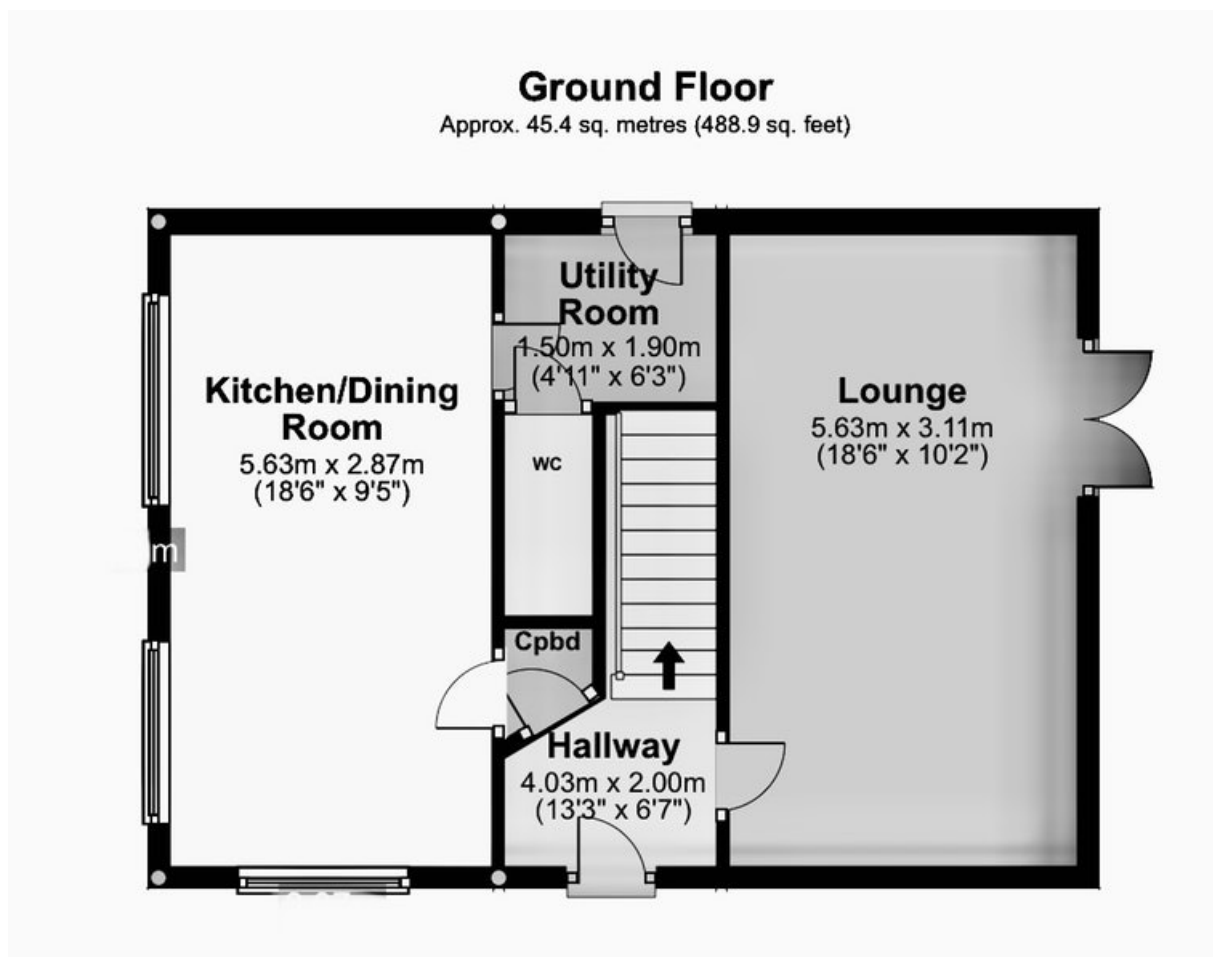 Ground Floor
Approx. 45.4 sq. metres (488.9 sq. feet)
Utility
Room
1.50m x 1.90m
(4'11" x 6'3")
Kitchen/Dining
Room
5.63m x 2.87m
(18'6" x 9'5")
Lounge
5.63m x 3.11m
(18'6" x 10'2")
WC
m
Cpbd
Hallway
4.03m x 2.00m
(13'3" x 6'7")